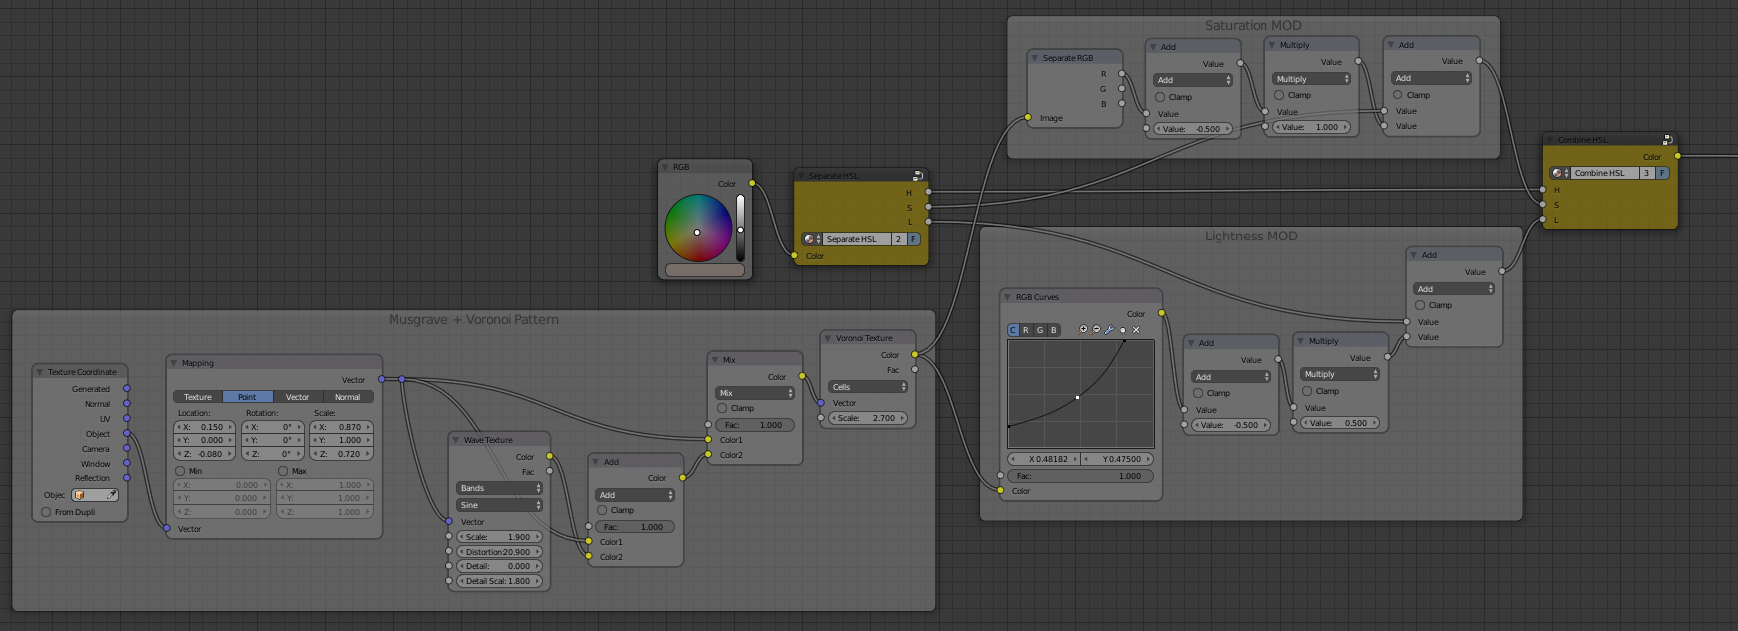 Saturation MOD
Separate RGB
R
G
B
Image
Add
Value
Add
Clamp
Value
Value: -0.500
Multiply
Value
Multiply
Clamp
Value
Value: 1.000
Add
Value
Add
Clamp
Value
Value
RGB
Color
Separate HSL
H
S
L
Separate HSL 2 F
Color
Combine HSL
Color
Combine HSL 3 F
H
S
L
Lightness MOD
RGB Curves
Color
C R G B
X 0.48182 Y 0.47500
Fac: 1.000
Color
Add
Value
Add
Clamp
Value
Value: -0.500
Multiply
Value
Multiply
Clamp
Value
Value: 0.500
Add
Value
Add
Clamp
Value
Value
Musgrave + Voronoi Pattern
Texture Coordinate
Generated
Normal
UV
Object
Camera
Window
Reflection
Objec
From Dupli
Mapping
Vector
Texture Point Vector Normal
Location: Rotation: Scale:
X: 0.150 X: 0° X: 0.870
Y: 0.000 Y: 0° Y: 1.000
Z: -0.080 Z: 0° Z: 0.720
Min Max
X: 0.000 X: 1.000
Y: 0.000 Y: 1.000
Z: 0.000 Z: 1.000
Vector
Wave Texture
Color
Fac
Bands
Sine
Vector
Scale: 1.900
Distortion:20.900
Detail: 0.000
Detail Scal: 1.800
Add
Color
Add
Clamp
Fac: 1.000
Color1
Color2
Mix
Color
Mix
Clamp
Fac: 1.000
Color1
Color2
Voronoi Texture
Color
Fac
Cells
Vector
Scale: 2.700